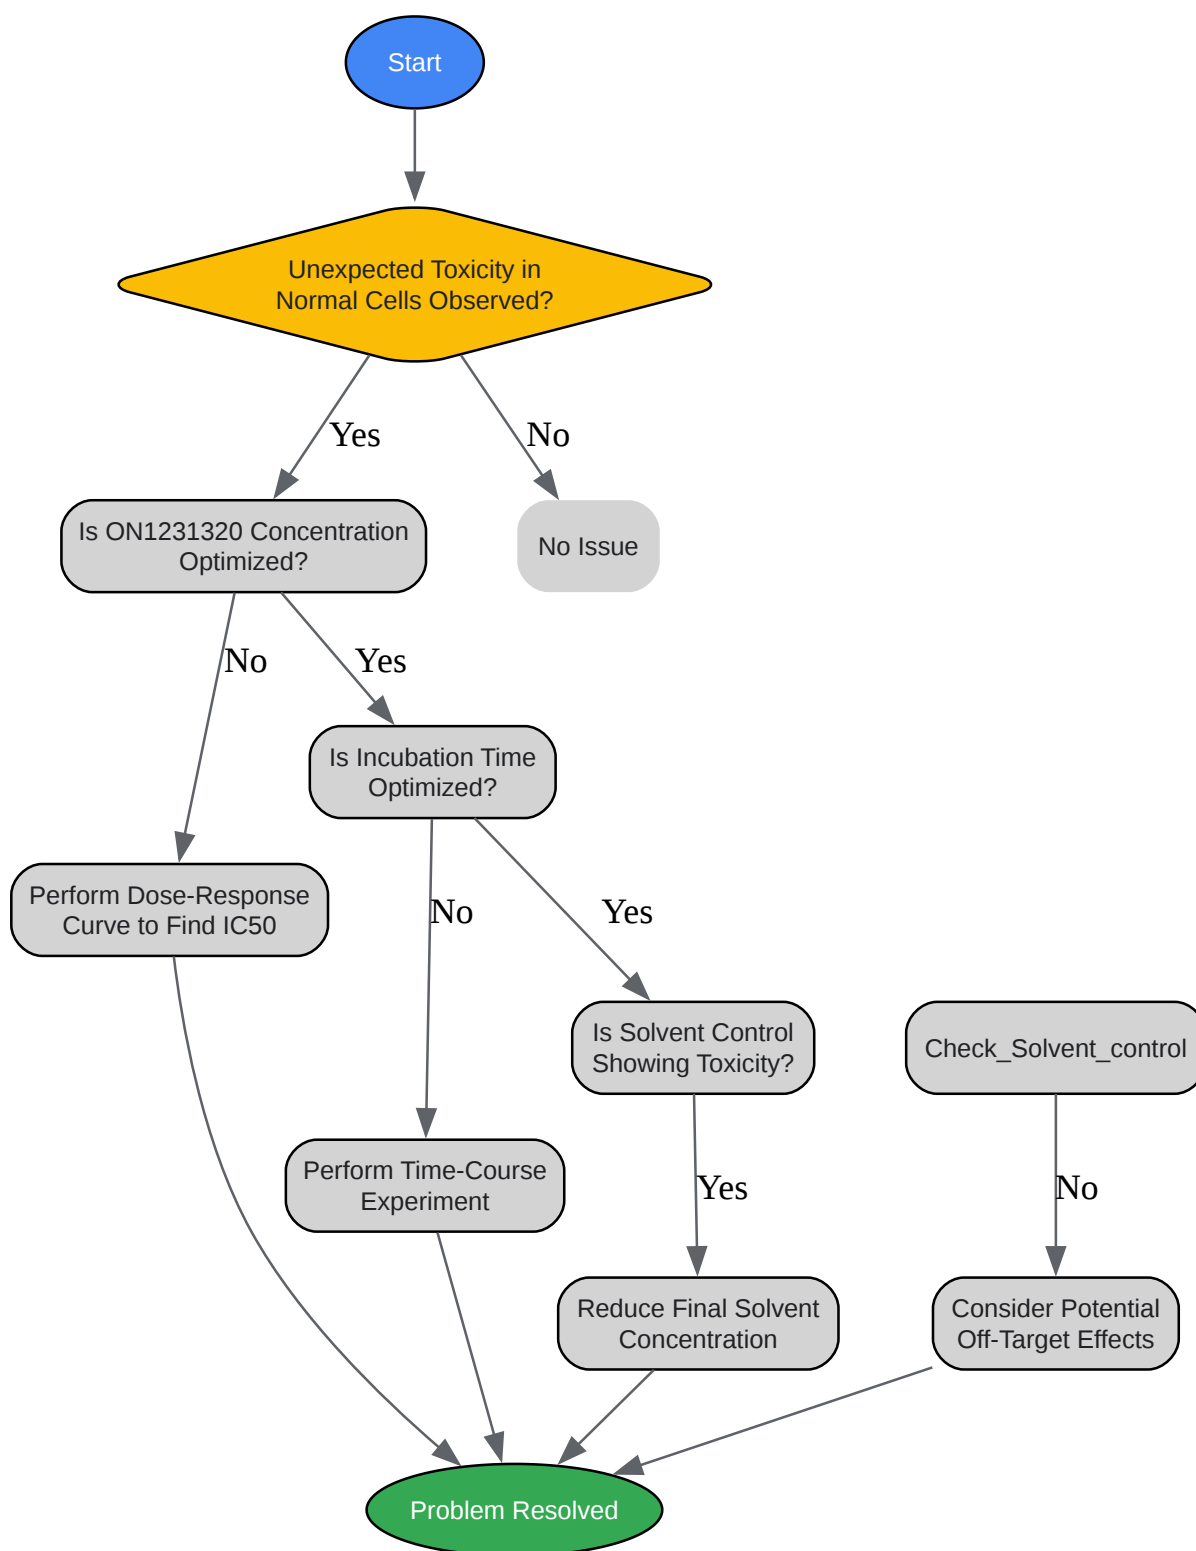 Start
Unexpected Toxicity in
Normal Cells Observed?
Yes
No
Is ON1231320 Concentration
Optimized?
No Issue
No
Yes
Is Incubation Time
Optimized?
Perform Dose-Response
Curve to Find IC50
No
Yes
Is Solvent Control
Showing Toxicity?
Check_Solvent_control
Perform Time-Course
Experiment
Yes
No
Reduce Final Solvent
Concentration
Consider Potential
Off-Target Effects
Problem Resolved